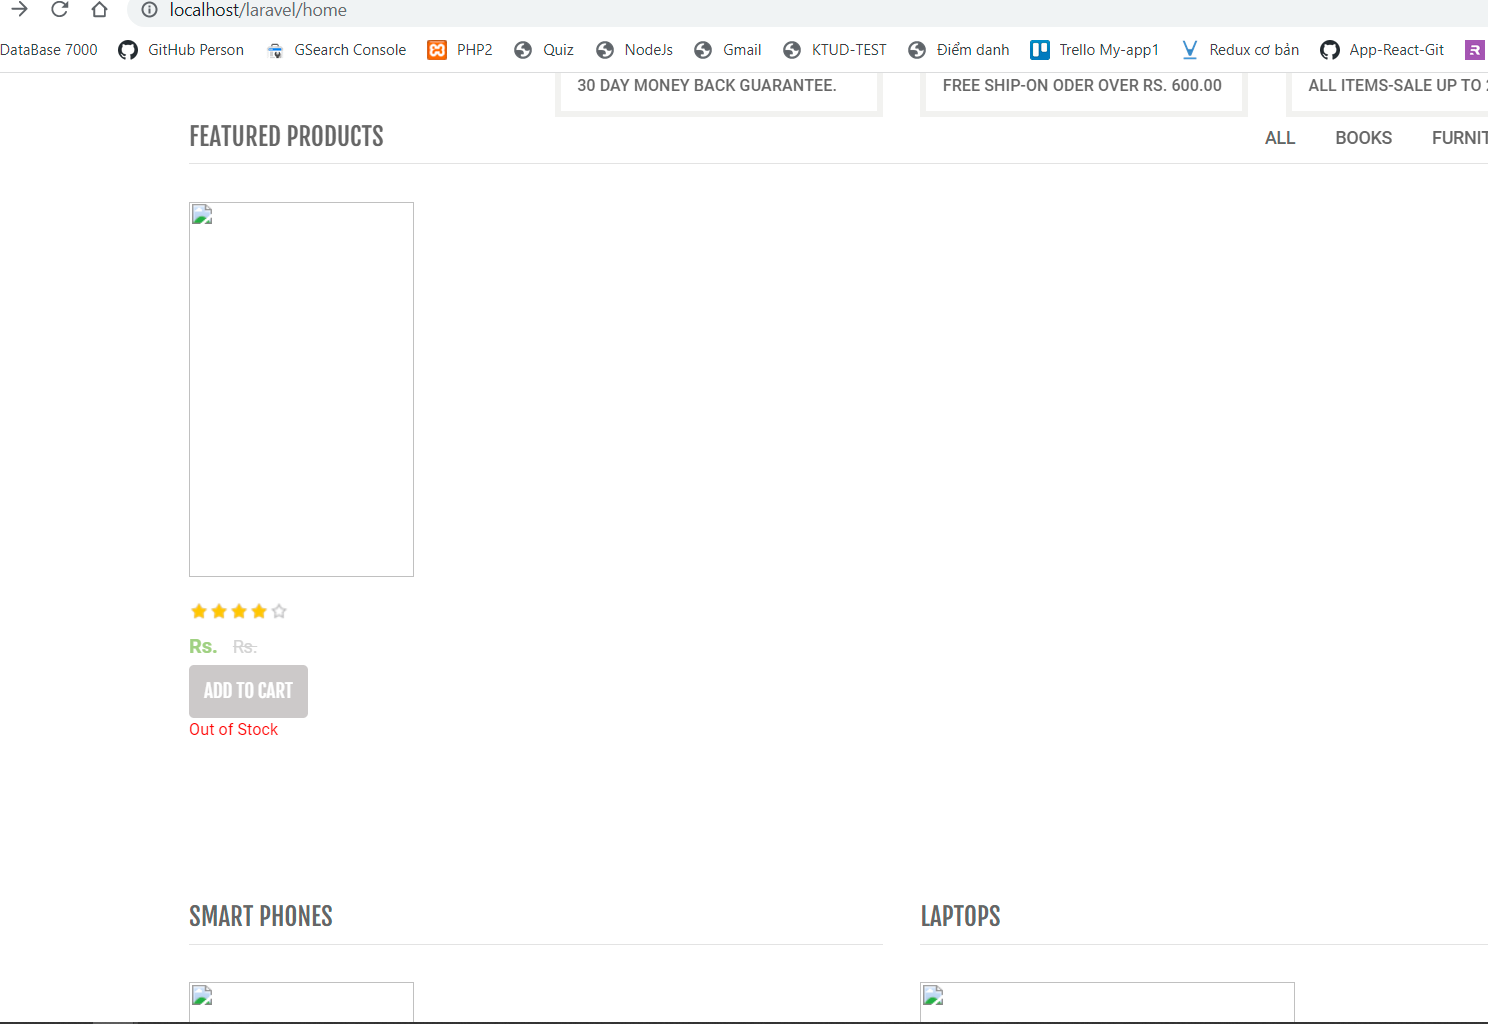 localhost/laravel/home
DataBase 7000 GitHub Person GSearch Console PHP2 Quiz NodeJs Gmail KTUD-TEST Điểm danh Trello My-app1 Redux cơ bản App-React-Git
30 DAY MONEY BACK GUARANTEE. FREE SHIP-ON ODER OVER RS. 600.00 ALL ITEMS-SALE UP TO
FEATURED PRODUCTS ALL BOOKS FURNIT
Rs. Rs.
ADD TO CART
Out of Stock
SMART PHONES LAPTOPS